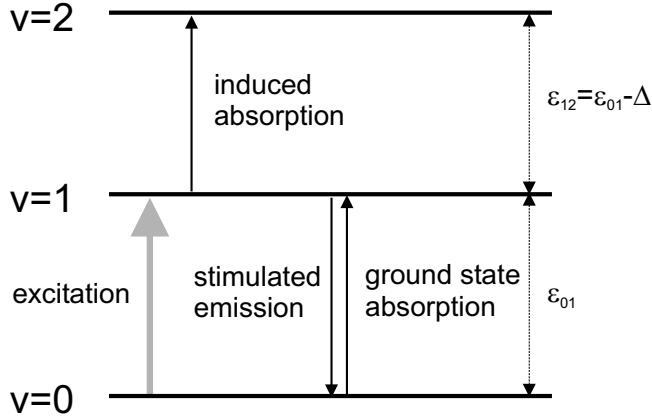 v=2
induced
absorption
ε12=ε01-Δ
v=1
excitation
stimulated
emission
ground state
absorption
ε01
v=0